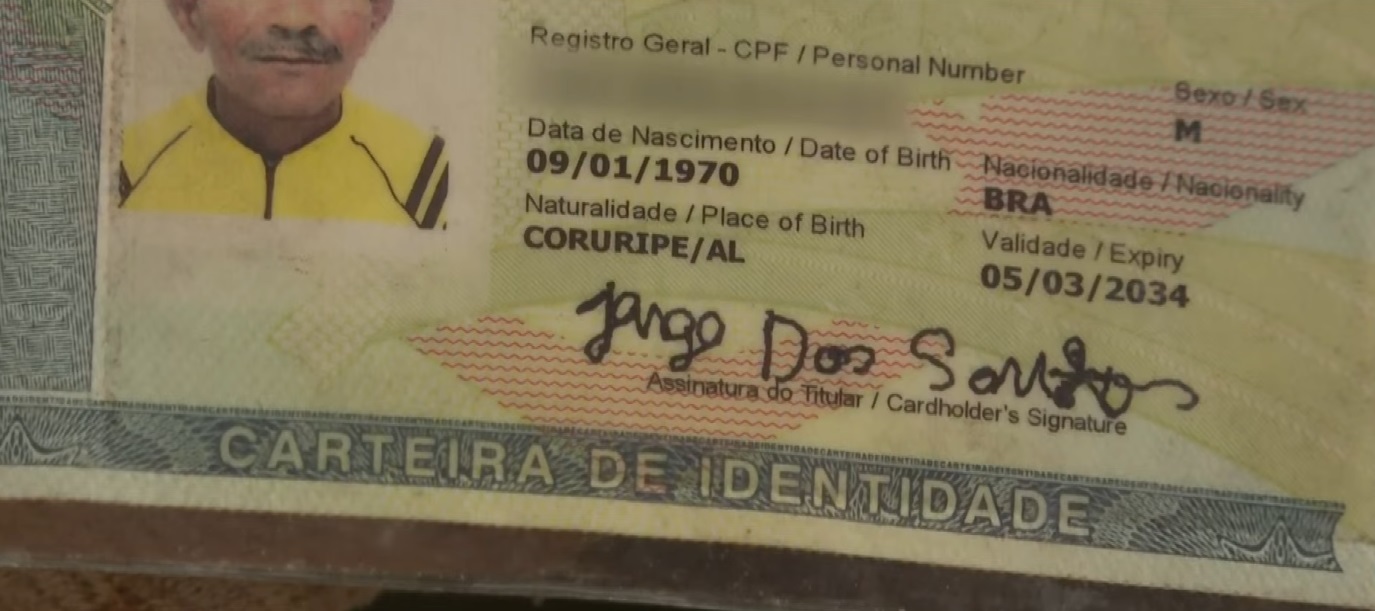 Registro Geral - CPF / Personal Number
Sexo / Sex
M
Data de Nascimento / Date of Birth
09/01/1970
Nacionalidade / Nacionality
BRA
Naturalidade / Place of Birth
CORURIPE/AL
Validade / Expiry
05/03/2034
Jargo Dos Santos
Assinatura do Titular / Cardholder's Signature
CARTEIRA DE IDENTIDADE